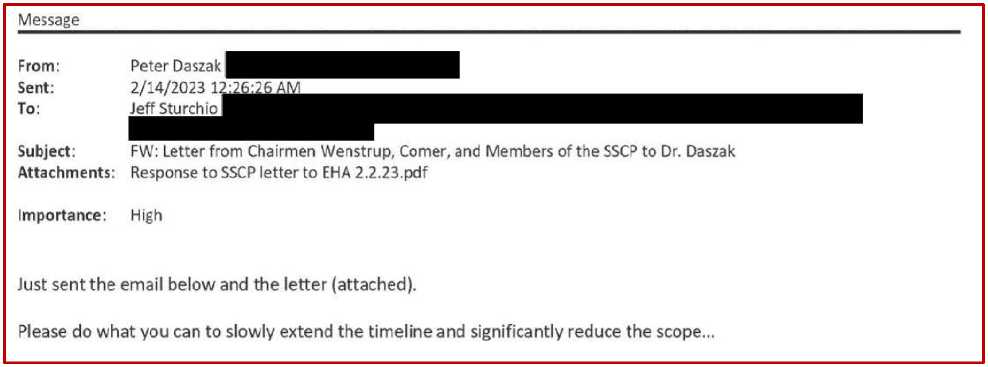 Message
From: Peter Daszak
Sent: 2/14/2023 12:26:26 AM
To: Jeff Sturchio
Subject: FW: Letter from Chairmen Wenstrup, Comer, and Members of the SSCP to Dr. Daszak
Attachments: Response to SSCP letter to EHA 2.2.23.pdf
Importance: High
Just sent the email below and the letter (attached).
Please do what you can to slowly extend the timeline and significantly reduce the scope...